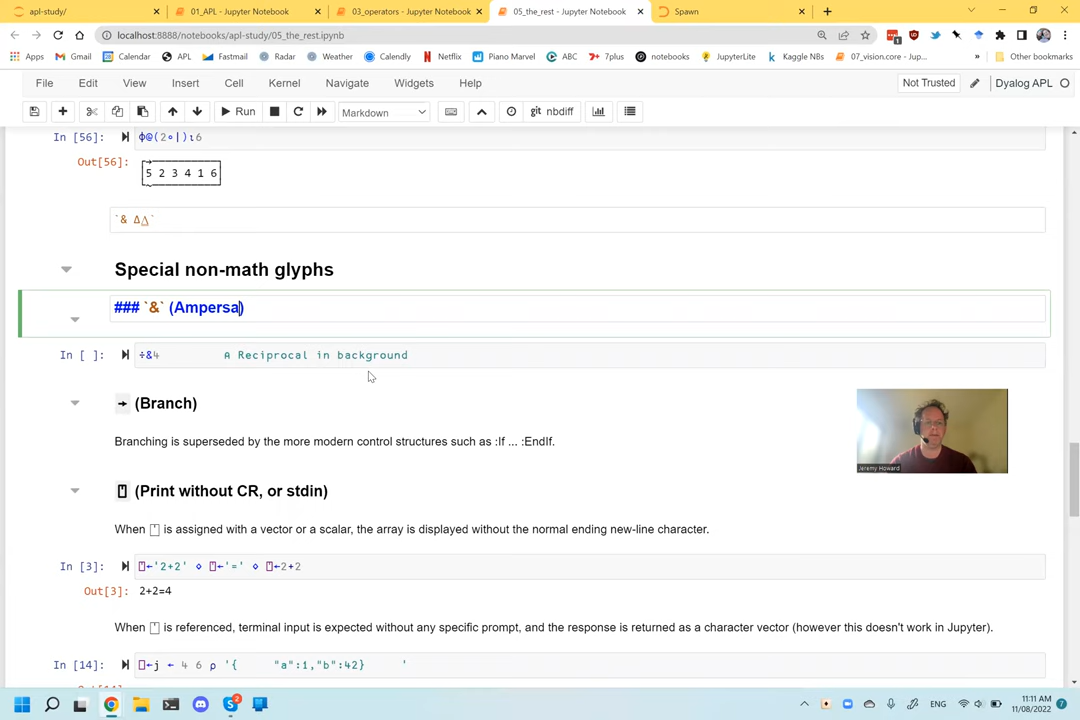 apl-study/
01_APL - Jupyter Notebook
03_operators - Jupyter Notebook
05_the_rest - Jupyter Notebook
Spawn
localhost:8888/notebooks/apl-study/05_the_rest.ipynb
Apps
Gmail
Calendar
APL
Fastmail
Radar
Weather
Calendly
Netflix
Piano Marvel
ABC
7plus
notebooks
JupyterLite
Kaggle NBs
07_vision.core - Jup...
»
Other bookmarks
File Edit View Insert Cell Kernel Navigate Widgets Help
Not Trusted
Dyalog APL
Run
Markdown
git nbdiff
In [56]: ⌽@(2∘|)⍳6
Out[56]:
5 2 3 4 1 6
`& ∆⍙`
Special non-math glyphs
### `&` (Ampersa)
In [ ]: ÷&4 ⍝ Reciprocal in background
→ (Branch)
Branching is superseded by the more modern control structures such as :If ... :EndIf.
Jeremy Howard
⍞ (Print without CR, or stdin)
When ⍞ is assigned with a vector or a scalar, the array is displayed without the normal ending new-line character.
In [3]: ⍞←'2+2' ⋄ ⍞←'=' ⋄ ⍞←2+2
Out[3]: 2+2=4
When ⍞ is referenced, terminal input is expected without any specific prompt, and the response is returned as a character vector (however this doesn't work in Jupyter).
In [14]: ⎕←j ← 4 6 ⍴ '{ "a":1,"b":42} '
ENG
11:11 AM
11/08/2022